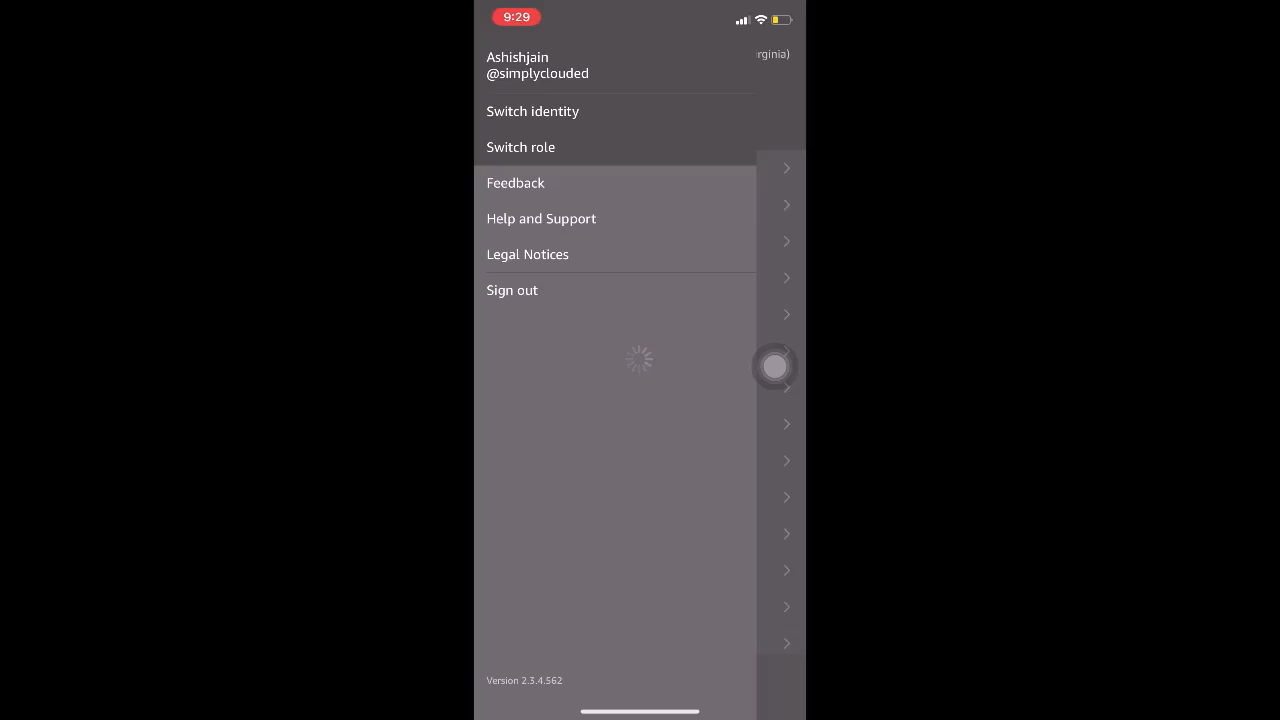 9:29
Ashishjain
@simplyclouded
rginia)
Switch identity
Switch role
Feedback
Help and Support
Legal Notices
Sign out
Version 2.3.4.562